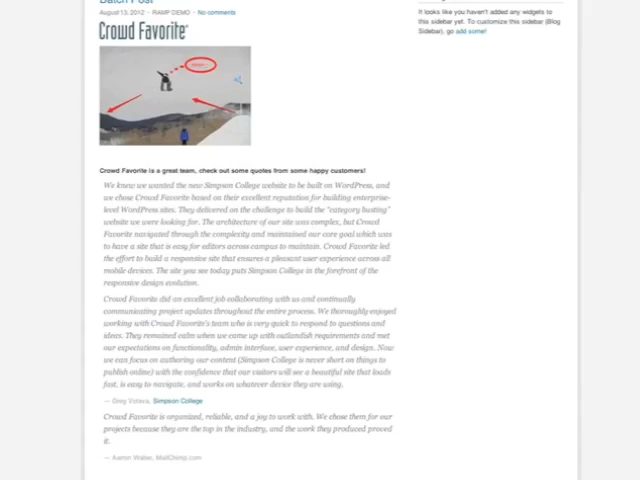 Batch Post
August 13, 2012 · RAMP DEMO · No comments
Crowd Favorite
Crowd Favorite is a great team, check out some quotes from some happy customers!
We knew we wanted the new Simpson College website to be built on WordPress, and
we chose Crowd Favorite based on their excellent reputation for building enterprise-
level WordPress sites. They delivered on the challenge to build the "category busting"
website we were looking for. The architecture of our site was complex, but Crowd
Favorite navigated through the complexity and maintained our core goal which was
to have a site that is easy for editors across campus to maintain. Crowd Favorite led
the effort to build a responsive site that ensures a pleasant user experience across all
mobile devices. The site you see today puts Simpson College in the forefront of the
responsive design evolution.
Crowd Favorite did an excellent job collaborating with us and continually
communicating project updates throughout the entire process. We thoroughly enjoyed
working with Crowd Favorite's team who is very quick to respond to questions and
ideas. They remained calm when we came up with outlandish requirements and met
our expectations on functionality, admin interface, user experience, and design. Now
we can focus on authoring our content (Simpson College is never short on things to
publish online) with the confidence that our visitors will see a beautiful site that loads
fast, is easy to navigate, and works on whatever device they are using.
— Greg Simpson College
Crowd Favorite is organized, reliable, and a joy to work with. We chose them for our
projects because they are the top in the industry, and the work they produced proved
it.
— Aarron Walter, MailChimp.com
It looks like you haven't added any widgets to
this sidebar yet. To customize this sidebar (Blog
Sidebar), go add some!